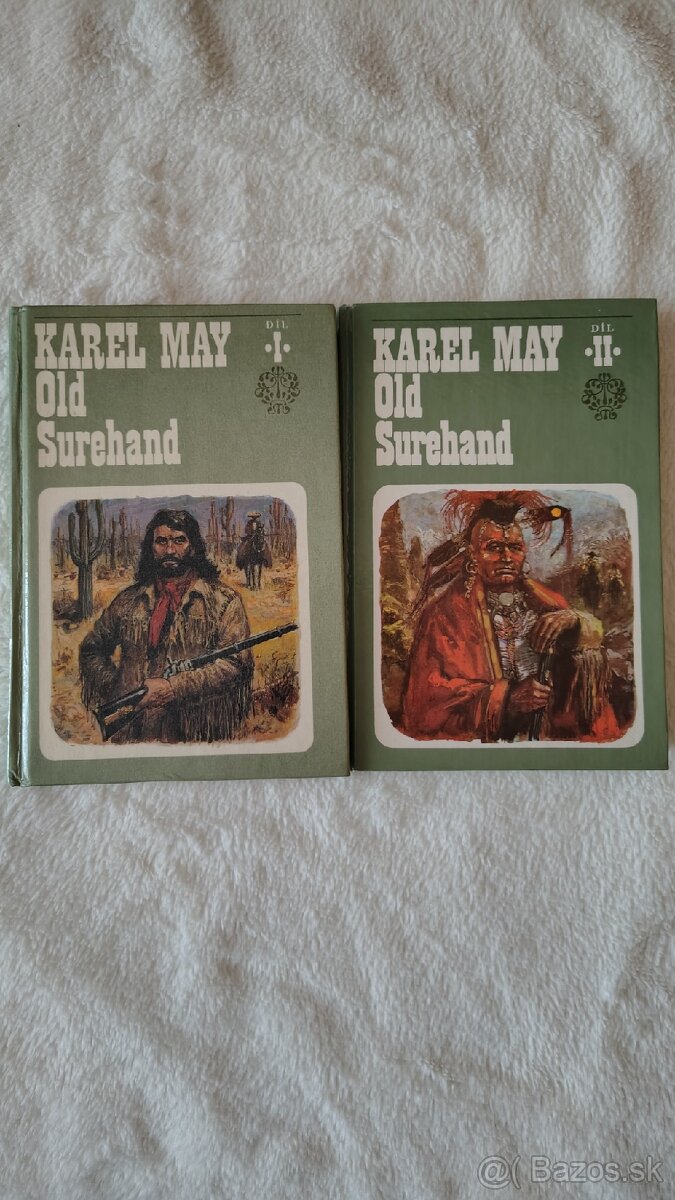 KAREL MAY
Old
Surehand
DÍL
·I·
KAREL MAY
Old
Surehand
DÍL
·II·
@( Bazos.sk